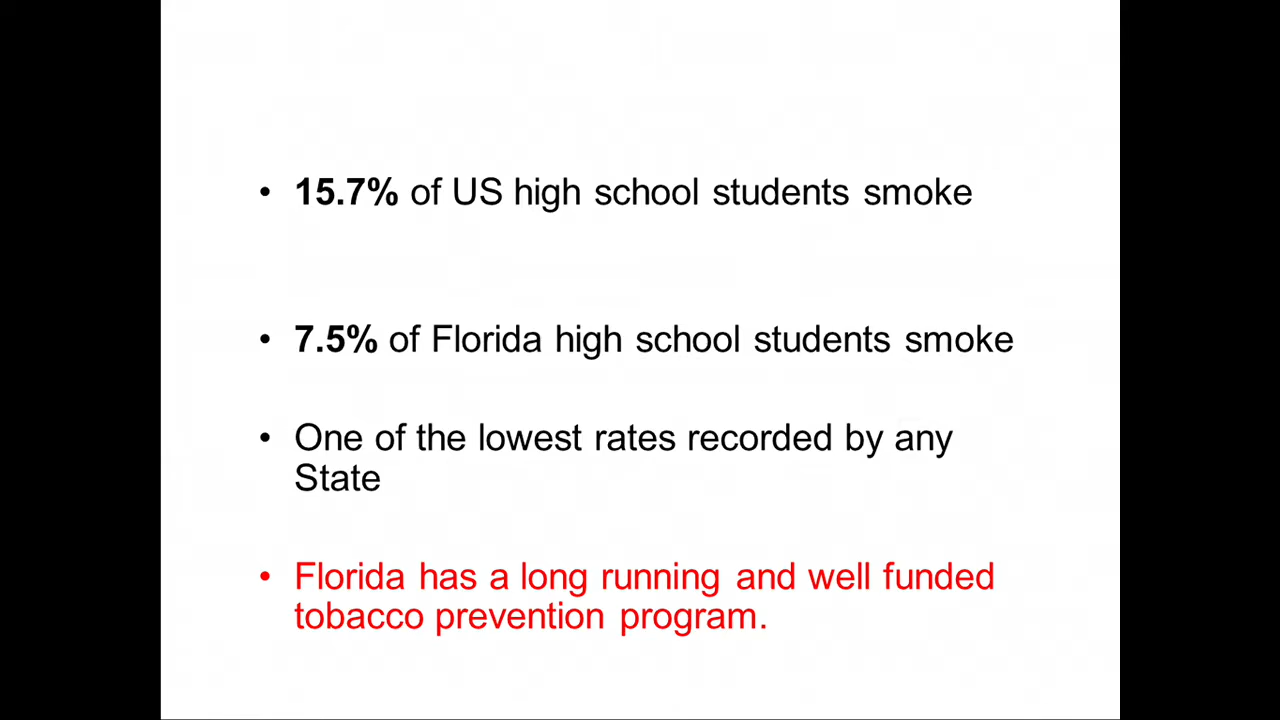 • 15.7% of US high school students smoke
• 7.5% of Florida high school students smoke
• One of the lowest rates recorded by any
State
• Florida has a long running and well funded
tobacco prevention program.